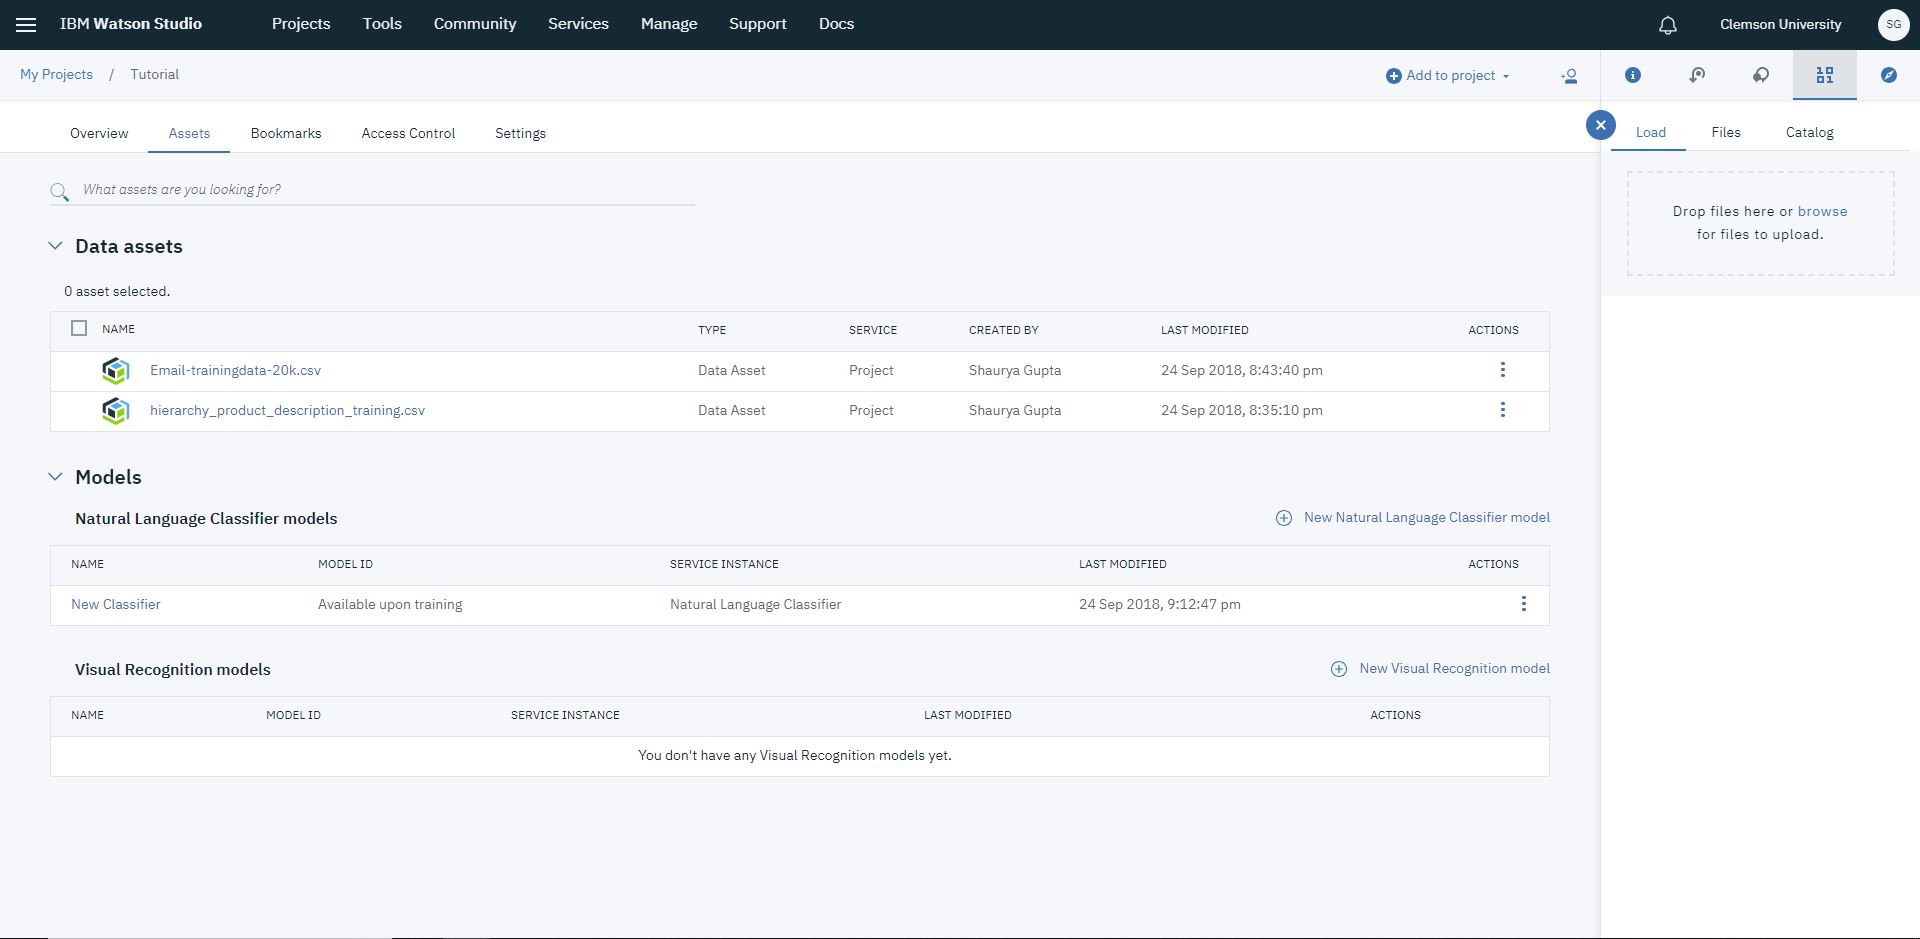 IBM Watson Studio Projects Tools Community Services Manage Support Docs Clemson University SG
My Projects / Tutorial Add to project
Overview Assets Bookmarks Access Control Settings
Load Files Catalog
What assets are you looking for?
Drop files here or browse
for files to upload.
Data assets
0 asset selected.
NAME TYPE SERVICE CREATED BY LAST MODIFIED ACTIONS
Email-trainingdata-20k.csv Data Asset Project Shaurya Gupta 24 Sep 2018, 8:43:40 pm
hierarchy_product_description_training.csv Data Asset Project Shaurya Gupta 24 Sep 2018, 8:35:10 pm
Models
Natural Language Classifier models New Natural Language Classifier model
NAME MODEL ID SERVICE INSTANCE LAST MODIFIED ACTIONS
New Classifier Available upon training Natural Language Classifier 24 Sep 2018, 9:12:47 pm
Visual Recognition models New Visual Recognition model
NAME MODEL ID SERVICE INSTANCE LAST MODIFIED ACTIONS
You don't have any Visual Recognition models yet.